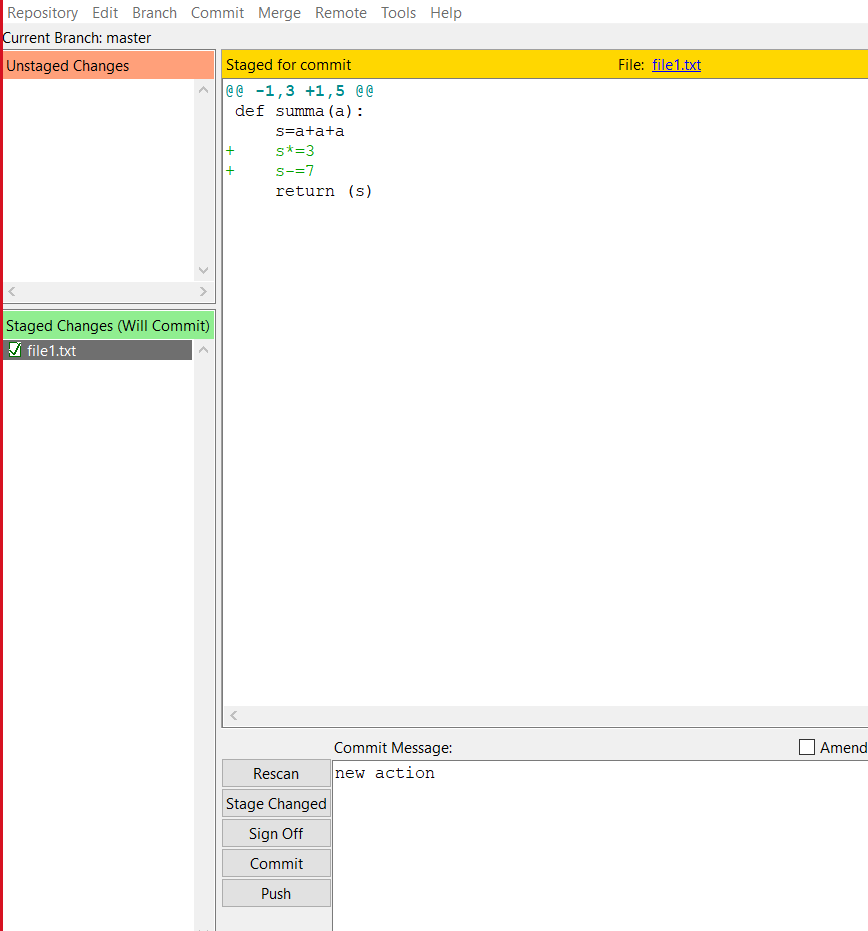 Repository Edit Branch Commit Merge Remote Tools Help
Current Branch: master
Unstaged Changes
Staged Changes (Will Commit)
file1.txt
Staged for commit File: file1.txt
@@ -1,3 +1,5 @@
 def summa(a):
     s=a+a+a
+    s*=3
+    s-=7
     return (s)
Commit Message: Amend
Rescan
Stage Changed
Sign Off
Commit
Push
new action